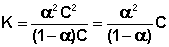 K = α²C² / (1−α)C = α² / (1−α) C